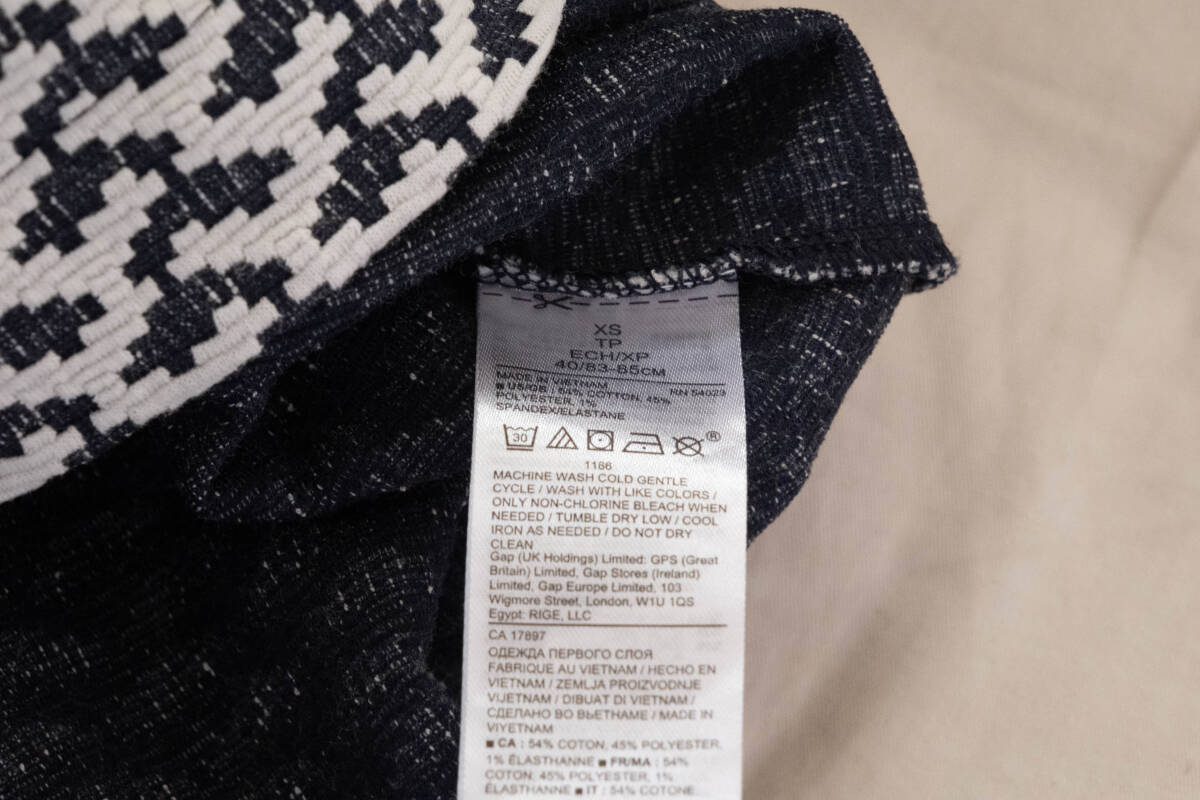 XS
TP
ECH/XP
40/83-85CM
MADE IN VIETNAM RN 54023
■ US/GB : 54% COTTON, 45%
POLYESTER, 1%
SPANDEX/ELASTANE
30
®
1186
MACHINE WASH COLD GENTLE
CYCLE / WASH WITH LIKE COLORS /
ONLY NON-CHLORINE BLEACH WHEN
NEEDED / TUMBLE DRY LOW / COOL
IRON AS NEEDED / DO NOT DRY
CLEAN
Gap (UK Holdings) Limited: GPS (Great
Britain) Limited, Gap Stores (Ireland)
Limited, Gap Europe Limited, 103
Wigmore Street, London, W1U 1QS
Egypt: RIGE, LLC
CA 17897
ОДЕЖДА ПЕРВОГО СЛОЯ
FABRIQUE AU VIETNAM / HECHO EN
VIETNAM / ZEMLJA PROIZVODNJE
VIJETNAM / DIBUAT DI VIETNAM /
СДЕЛАНО ВО ВЬЕТНАМЕ / MADE IN
VIYETNAM
■ CA : 54% COTON, 45% POLYESTER,
1% ÉLASTHANNE ■ FR/MA : 54%
COTON, 45% POLYESTER, 1%
ÉLASTHANNE ■ IT : 54% COTONE,